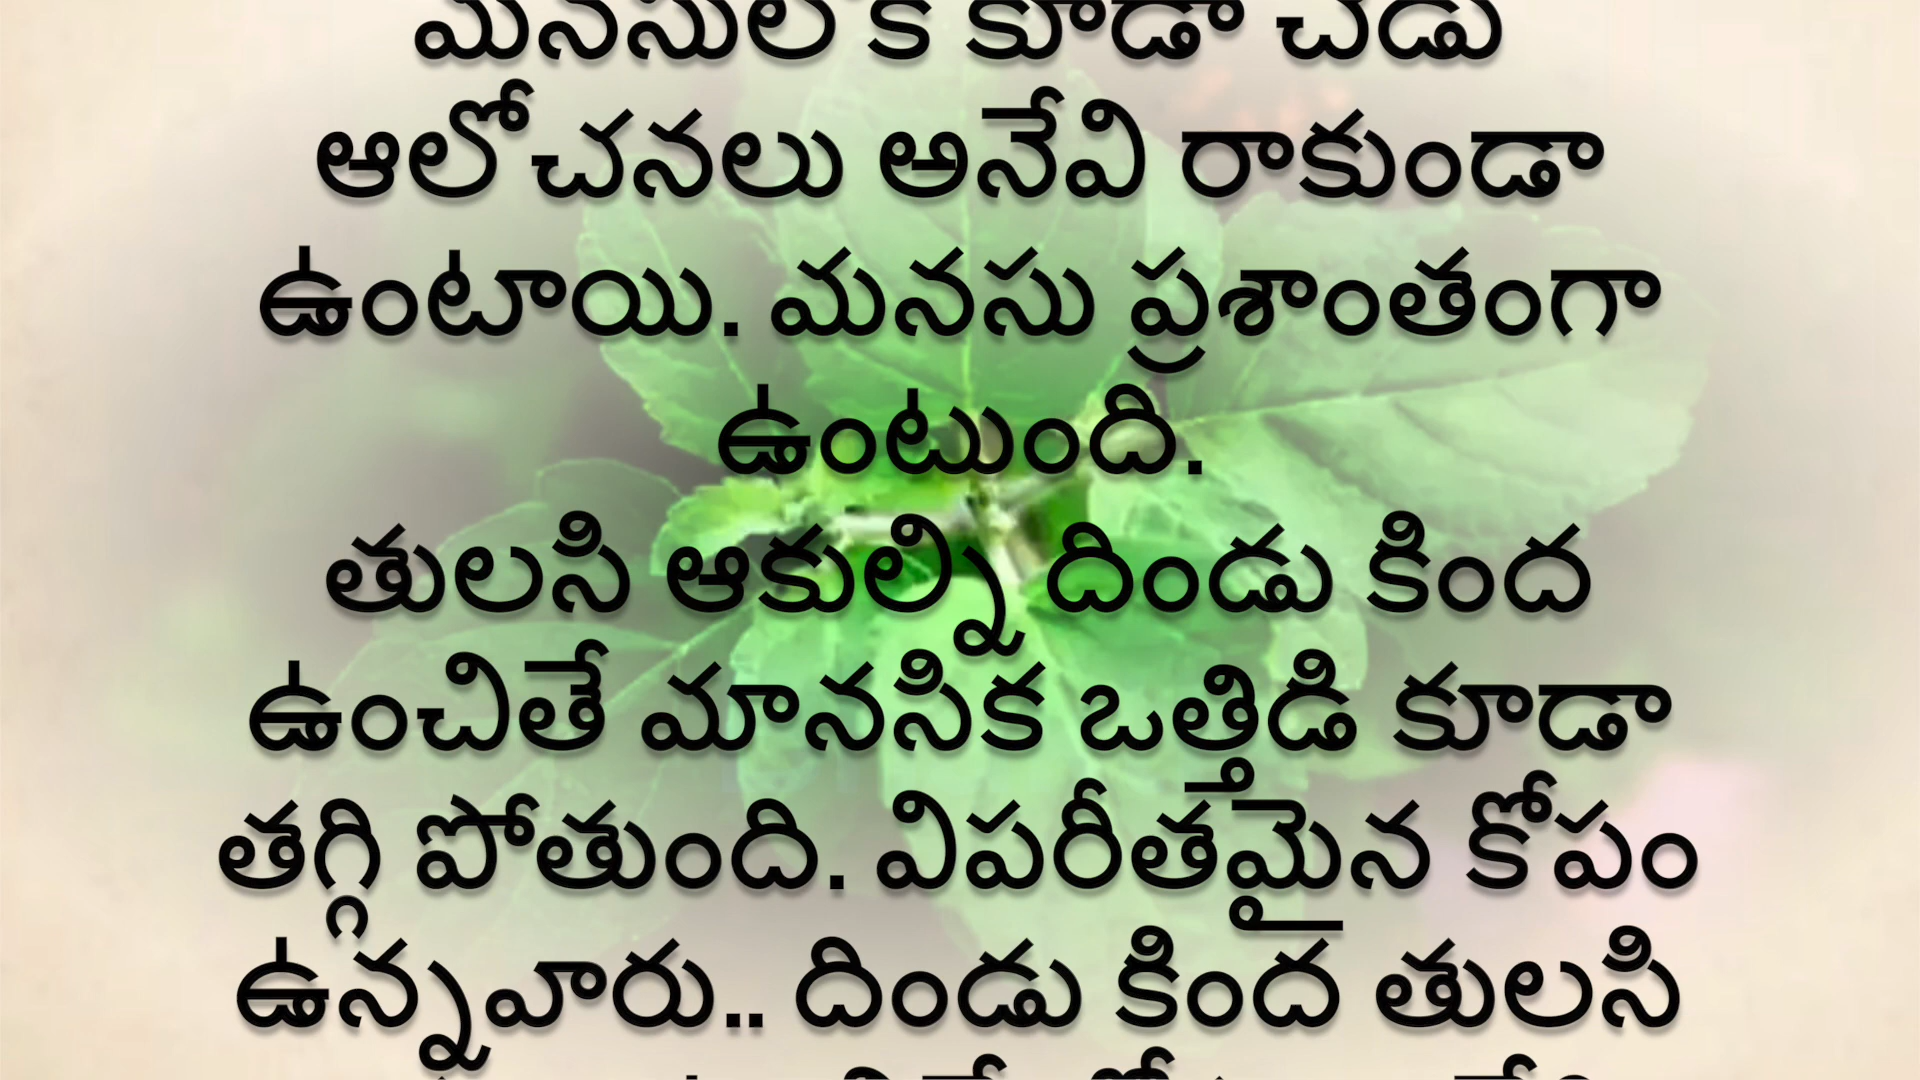 కూడా చెడు
ఆలోచనలు అనేవి రాకుండా
ఉంటాయి. మనసు ప్రశాంతంగా
ఉంటుంది.
తులసి ఆకుల్ని దిండు కింద
ఉంచితే మానసిక ఒత్తిడి కూడా
తగ్గి పోతుంది. విపరీతమైన కోపం
ఉన్నవారు.. దిండు కింద తులసి